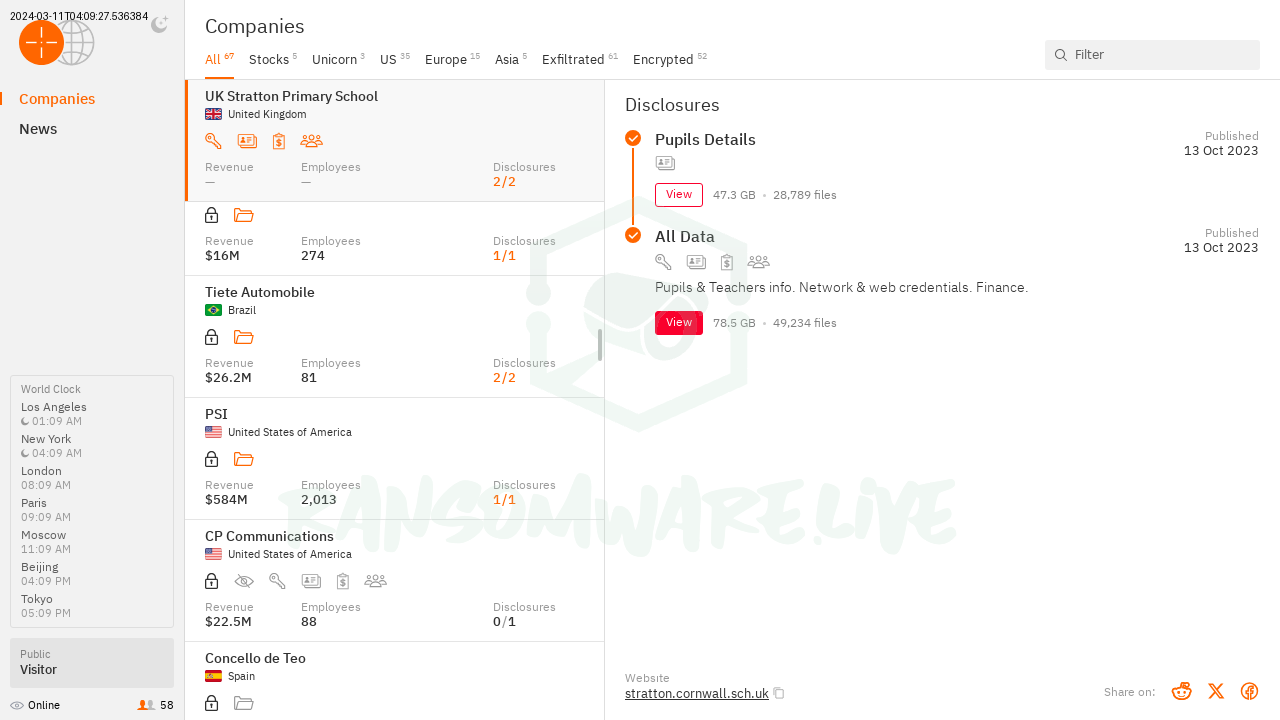 2024-03-11T04:09:27.536384
Companies
News
World Clock
Los Angeles
01:09 AM
New York
04:09 AM
London
08:09 AM
Paris
09:09 AM
Moscow
11:09 AM
Beijing
04:09 PM
Tokyo
05:09 PM
Public
Visitor
Online 58
Companies
All 67 Stocks 5 Unicorn 3 US 35 Europe 15 Asia 5 Exfiltrated 61 Encrypted 52
Filter
UK Stratton Primary School
United Kingdom
Revenue Employees Disclosures
— — 2/2
Revenue Employees Disclosures
$16M 274 1/1
Tiete Automobile
Brazil
Revenue Employees Disclosures
$26.2M 81 2/2
PSI
United States of America
Revenue Employees Disclosures
$584M 2,013 1/1
CP Communications
United States of America
Revenue Employees Disclosures
$22.5M 88 0/1
Concello de Teo
Spain
Disclosures
Pupils Details
Published
13 Oct 2023
View 47.3 GB • 28,789 files
All Data
Published
13 Oct 2023
Pupils & Teachers info. Network & web credentials. Finance.
View 78.5 GB • 49,234 files
RANSOMWARE.LIVE
Website
stratton.cornwall.sch.uk
Share on: